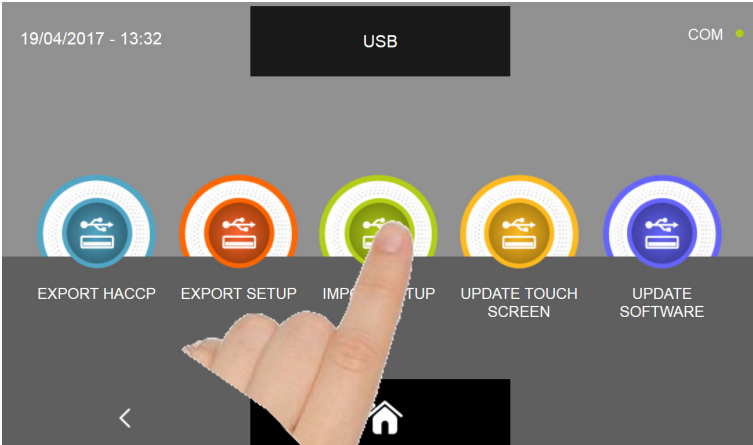 19/04/2017 - 13:32
USB
COM
EXPORT HACCP
EXPORT SETUP
UPDATE TOUCH
SCREEN
UPDATE
SOFTWARE